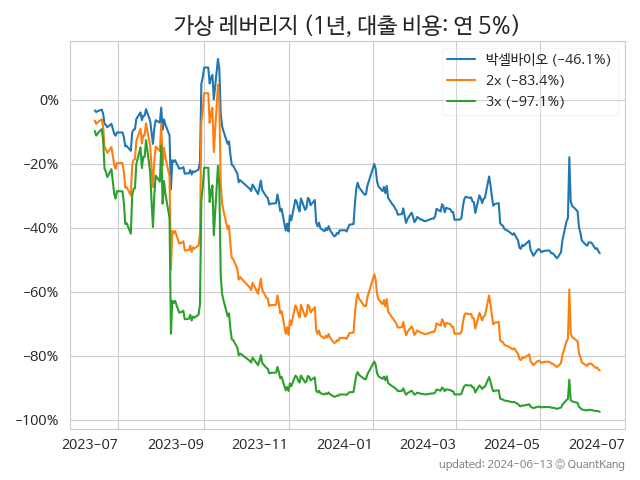 가상 레버리지 (1년, 대출 비용: 연 5%)
박셀바이오 (−46.1%)
2x (−83.4%)
3x (−97.1%)
0%
−20%
−40%
−60%
−80%
−100%
2023−07 2023−09 2023−11 2024−01 2024−03 2024−05 2024−07
updated: 2024-06-13 © QuantKang